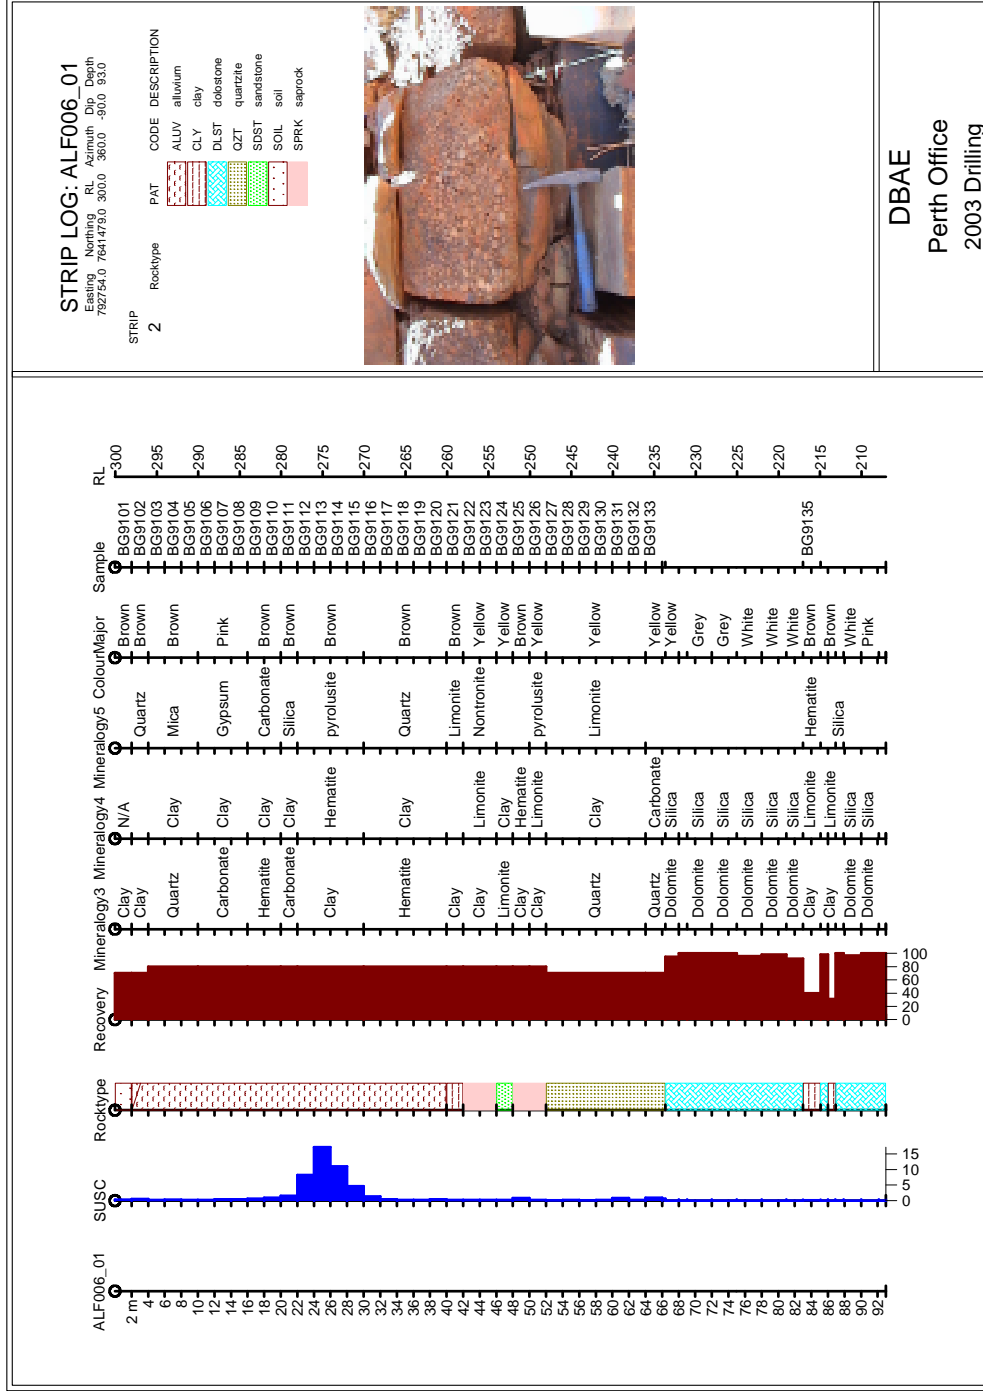 STRIP LOG: ALF006_01
Easting Northing RL Azimuth Dip Depth
792754.0 7641479.0 300.0 360.0 -90.0 93.0
STRIP
2 Rocktype PAT CODE DESCRIPTION
ALUV alluvium
CLY clay
DLST dolostone
QZT quartzite
SDST sandstone
SOIL soil
SPRK saprock
DBAE
Perth Office
2003 Drilling
RL
300
295
290
285
280
275
270
265
260
255
250
245
240
235
230
225
220
215
210
Sample
BG9101
BG9102
BG9103
BG9104
BG9105
BG9106
BG9107
BG9108
BG9109
BG9110
BG9111
BG9112
BG9113
BG9114
BG9115
BG9116
BG9117
BG9118
BG9119
BG9120
BG9121
BG9122
BG9123
BG9124
BG9125
BG9126
BG9127
BG9128
BG9129
BG9130
BG9131
BG9132
BG9133
BG9135
ColourMajor
Brown
Brown
Brown
Pink
Brown
Brown
Brown
Brown
Brown
Yellow
Yellow
Brown
Yellow
Yellow
Yellow
Yellow
Grey
Grey
White
White
White
Brown
Brown
White
Pink
Mineralogy5
Quartz
Mica
Gypsum
Carbonate
Silica
pyrolusite
Quartz
Limonite
Nontronite
pyrolusite
Limonite
Hematite
Silica
Mineralogy4
N/A
Clay
Clay
Clay
Clay
Hematite
Clay
Limonite
Clay
Hematite
Limonite
Clay
Carbonate
Silica
Silica
Silica
Silica
Silica
Silica
Limonite
Limonite
Silica
Silica
Mineralogy3
Clay
Clay
Quartz
Carbonate
Hematite
Carbonate
Clay
Hematite
Clay
Clay
Limonite
Clay
Clay
Quartz
Quartz
Dolomite
Dolomite
Dolomite
Dolomite
Dolomite
Dolomite
Clay
Clay
Dolomite
Dolomite
Recovery
100
80
60
40
20
0
Rocktype
SUSC
15
10
5
0
ALF006_01
2 m
4
6
8
10
12
14
16
18
20
22
24
26
28
30
32
34
36
38
40
42
44
46
48
50
52
54
56
58
60
62
64
66
68
70
72
74
76
78
80
82
84
86
88
90
92